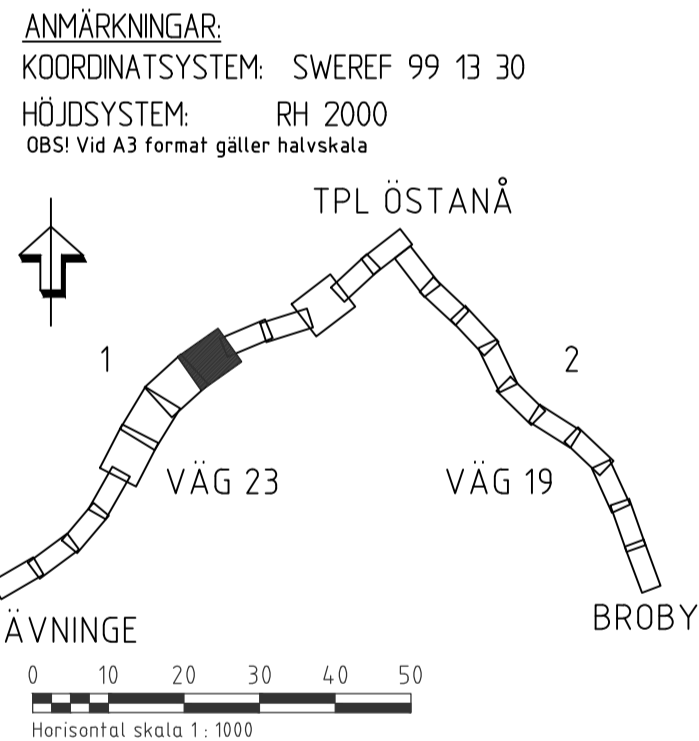 ANMÄRKNINGAR:
KOORDINATSYSTEM: SWEREF 99 13 30
HÖJDSYSTEM: RH 2000
OBS! Vid A3 format gäller halvskala
TPL ÖSTANÅ
1
2
VÄG 23
VÄG 19
ÄVNINGE
BROBY
0 10 20 30 40 50
Horisontal skala 1 : 1000